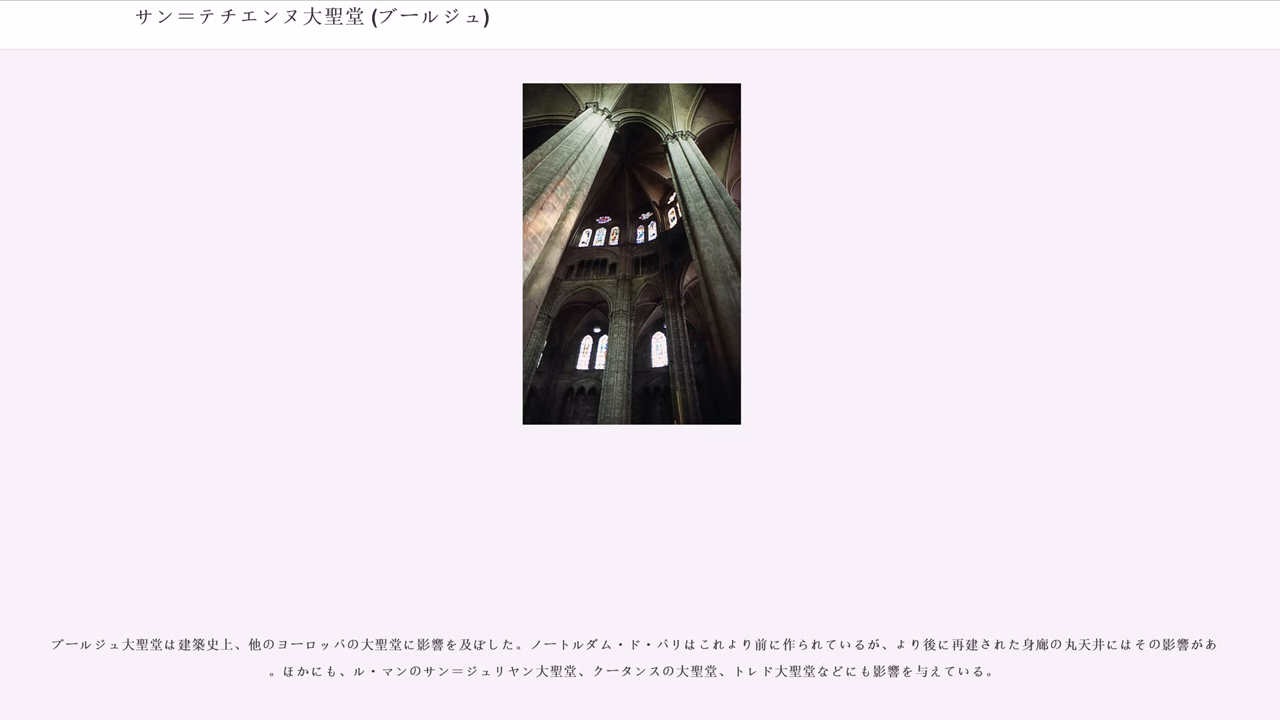 サン＝テチエンヌ大聖堂 (ブールジュ)
ブールジュ大聖堂は建築史上、他のヨーロッパの大聖堂に影響を及ぼした。ノートルダム・ド・パリはこれより前に作られているが、より後に再建された身廊の丸天井にはその影響があ
。ほかにも、ル・マンのサン＝ジュリヤン大聖堂、クータンスの大聖堂、トレド大聖堂などにも影響を与えている。